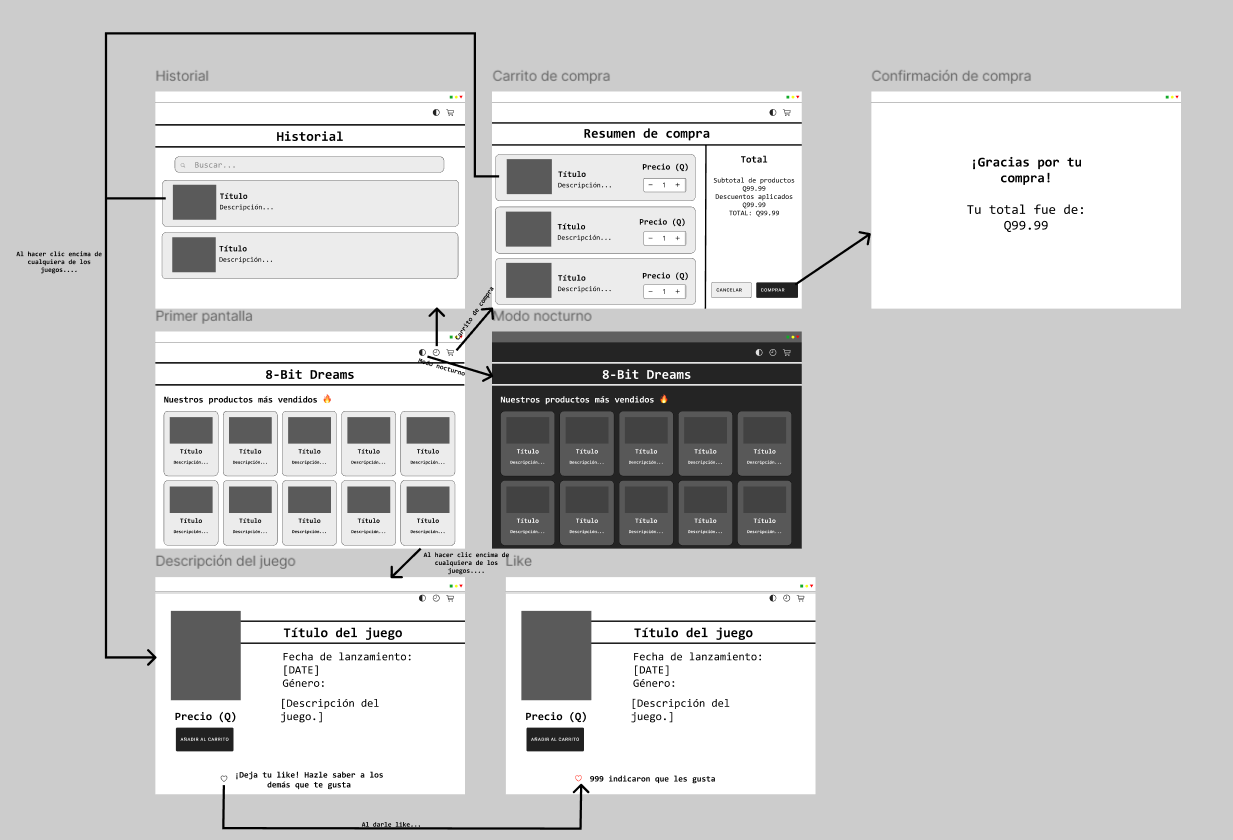 Historial
Carrito de compra
Confirmación de compra
Historial
Buscar...
Título
Descripción...
Título
Descripción...
Resumen de compra
Título
Descripción...
Precio (Q)
− 1 +
Título
Descripción...
Precio (Q)
− 1 +
Título
Descripción...
Precio (Q)
− 1 +
Total
Subtotal de productos
Q99.99
Descuentos aplicados
Q99.99
TOTAL: Q99.99
CANCELAR
COMPRAR
¡Gracias por tu
compra!
Tu total fue de:
Q99.99
Al hacer clic encima de
cualquiera de los
juegos....
Carrito de compra
Primer pantalla
Modo nocturno
Modo nocturno
8-Bit Dreams
Nuestros productos más vendidos 🔥
Título Título Título Título Título
Descripción... Descripción... Descripción... Descripción... Descripción...
Título Título Título Título Título
Descripción... Descripción... Descripción... Descripción... Descripción...
8-Bit Dreams
Nuestros productos más vendidos 🔥
Título Título Título Título Título
Descripción... Descripción... Descripción... Descripción... Descripción...
Título Título Título Título Título
Descripción... Descripción... Descripción... Descripción... Descripción...
Al hacer clic encima de
cualquiera de los
juegos....
Descripción del juego
Like
Título del juego
Fecha de lanzamiento:
[DATE]
Género:
[Descripción del
juego.]
Precio (Q)
AÑADIR AL CARRITO
¡Deja tu like! Hazle saber a los
demás que te gusta
Título del juego
Fecha de lanzamiento:
[DATE]
Género:
[Descripción del
juego.]
Precio (Q)
AÑADIR AL CARRITO
999 indicaron que les gusta
Al darle like...